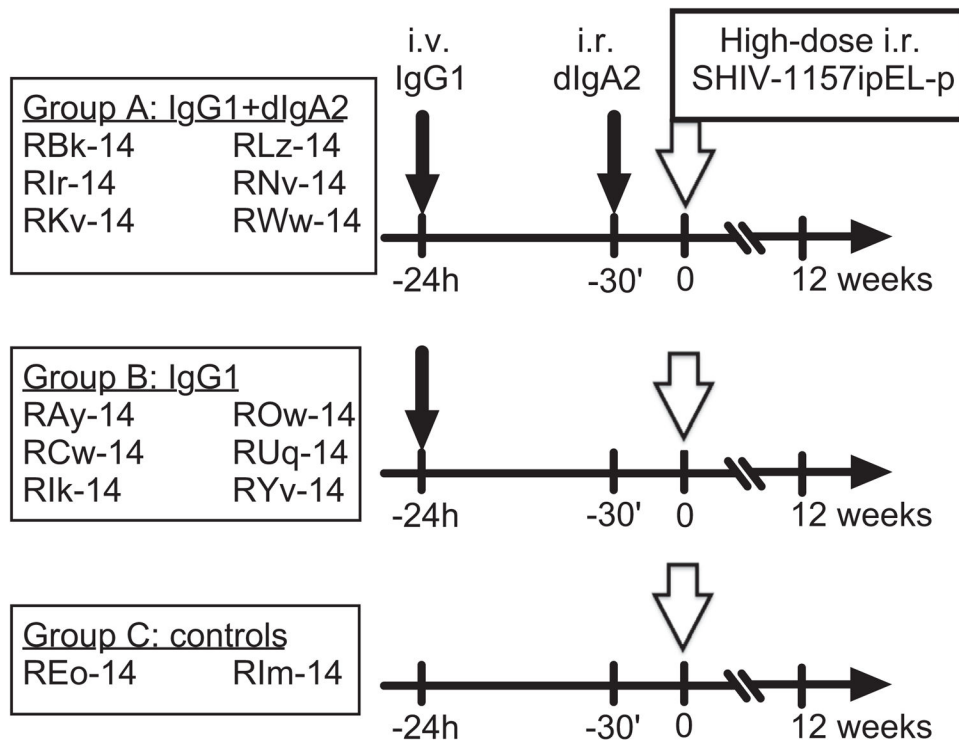 i.v.
IgG1
i.r.
dIgA2
High-dose i.r.
SHIV-1157ipEL-p
Group A: IgG1+dIgA2
RBk-14 RLz-14
RIr-14 RNv-14
RKv-14 RWw-14
-24h -30' 0 12 weeks
Group B: IgG1
RAy-14 ROw-14
RCw-14 RUq-14
RIk-14 RYv-14
-24h -30' 0 12 weeks
Group C: controls
REo-14 RIm-14
-24h -30' 0 12 weeks